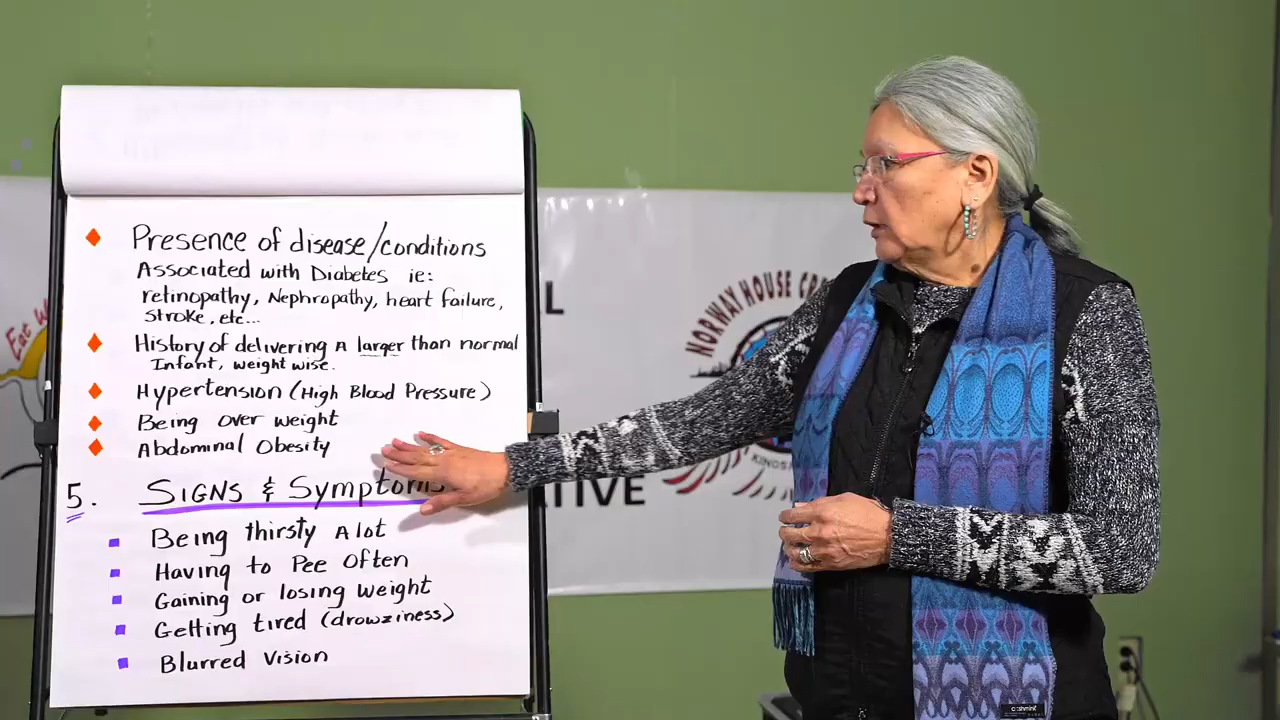 Presence of disease/conditions
Associated with Diabetes ie:
retinopathy, Nephropathy, heart failure,
stroke, etc...
History of delivering A larger than normal
Infant, weight wise.
Hypertension (High Blood Pressure)
Being over weight
Abdominal Obesity
5. Signs & Symptoms
Being thirsty A lot
Having to Pee Often
Gaining or losing weight
Getting tired (drowziness)
Blurred Vision
Eat
L
NORWAY HOUSE
TIVE
cashmint